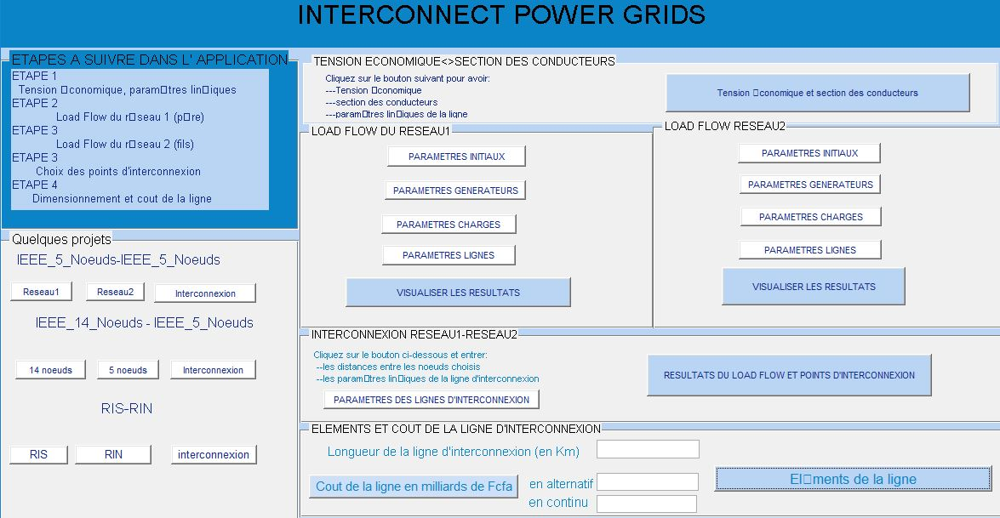 INTERCONNECT POWER GRIDS
ETAPES A SUIVRE DANS L' APPLICATION
ETAPE 1
Tension □conomique, param□tres lin□iques
ETAPE 2
Load Flow du r□seau 1 (p□re)
ETAPE 3
Load Flow du r□seau 2 (fils)
ETAPE 3
Choix des points d'interconnexion
ETAPE 4
Dimensionnement et cout de la ligne
Quelques projets
IEEE_5_Noeuds-IEEE_5_Noeuds
Reseau1
Reseau2
Interconnexion
IEEE_14_Noeuds - IEEE_5_Noeuds
14 noeuds
5 noeuds
Interconnexion
RIS-RIN
RIS
RIN
interconnexion
TENSION ECONOMIQUE<>SECTION DES CONDUCTEURS
Cliquez sur le bouton suivant pour avoir:
---Tension □conomique
---section des conducteurs
---param□tres lin□iques de la ligne
Tension □conomique et section des conducteurs
LOAD FLOW DU RESEAU1
PARAMETRES INITIAUX
PARAMETRES GENERATEURS
PARAMETRES CHARGES
PARAMETRES LIGNES
VISUALISER LES RESULTATS
LOAD FLOW RESEAU2
PARAMETRES INITIAUX
PARAMETRES GENERATEURS
PARAMETRES CHARGES
PARAMETRES LIGNES
VISUALISER LES RESULTATS
INTERCONNEXION RESEAU1-RESEAU2
Cliquez sur le bouton ci-dessous et entrer:
--les distances entre les noeuds choisis
--les param□tres lin□iques de la ligne d'interconnexion
PARAMETRES DES LIGNES D'INTERCONNEXION
RESULTATS DU LOAD FLOW ET POINTS D'INTERCONNEXION
ELEMENTS ET COUT DE LA LIGNE D'INTERCONNEXION
Longueur de la ligne d'interconnexion (en Km)
Cout de la ligne en milliards de Fcfa
en alternatif
en continu
El□ments de la ligne